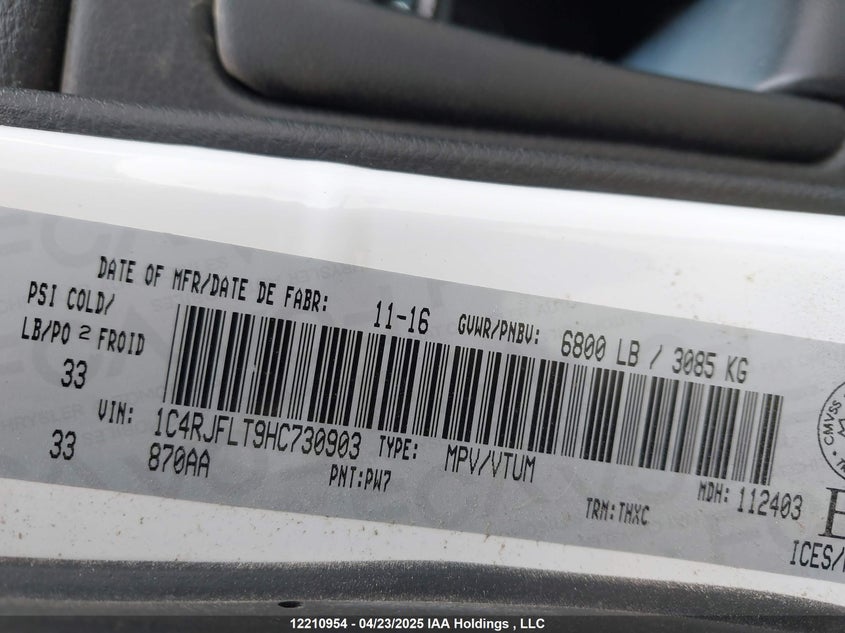 DATE OF MFR/DATE DE FABR: 11-16 GVWR/PNBV: 6800 LB / 3085 KG
PSI COLD/
LB/PO 2 FROID
33
33
VIN: 1C4RJFLT9HC730903 TYPE: MPV/VTUM MDH: 112403
870AA PNT:PW7 TRM:THXC
CMVSS
ICES/
12210954 - 04/23/2025 IAA Holdings , LLC